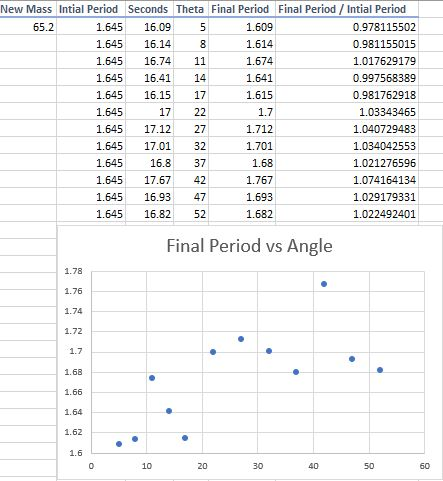 New Mass Intial Period Seconds Theta Final Period Final Period / Intial Period
65.2 1.645 16.09 5 1.609 0.978115502
1.645 16.14 8 1.614 0.981155015
1.645 16.74 11 1.674 1.017629179
1.645 16.41 14 1.641 0.997568389
1.645 16.15 17 1.615 0.981762918
1.645 17 22 1.7 1.03343465
1.645 17.12 27 1.712 1.040729483
1.645 17.01 32 1.701 1.034042553
1.645 16.8 37 1.68 1.021276596
1.645 17.67 42 1.767 1.074164134
1.645 16.93 47 1.693 1.029179331
1.645 16.82 52 1.682 1.022492401
Final Period vs Angle
1.78
1.76
1.74
1.72
1.7
1.68
1.66
1.64
1.62
1.6
0 10 20 30 40 50 60